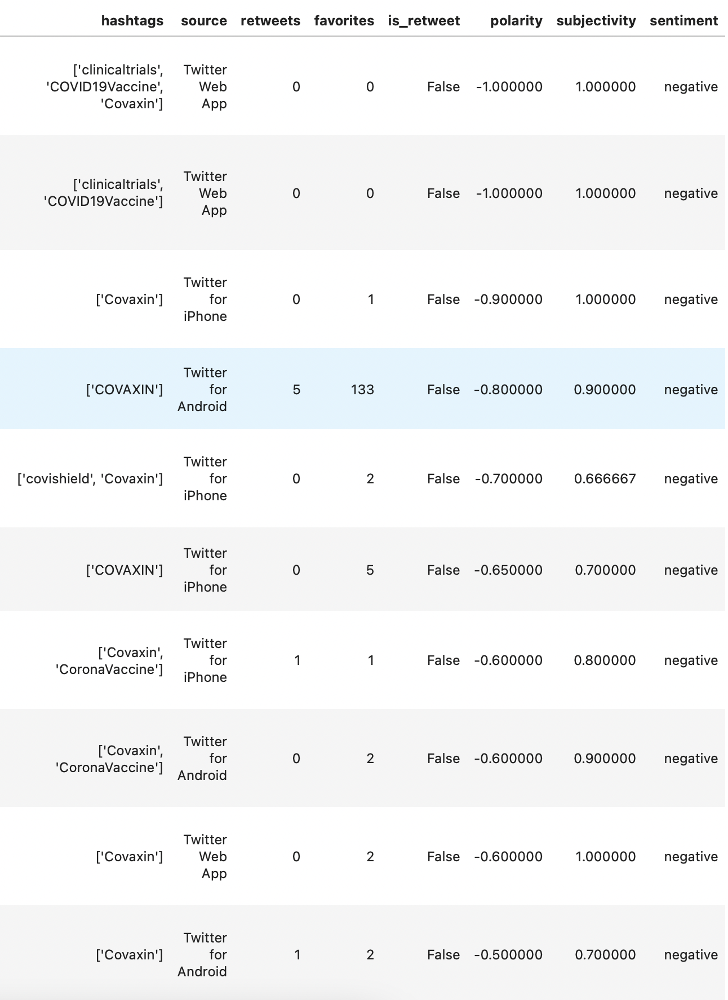 hashtags source retweets favorites is_retweet polarity subjectivity sentiment
['clinicaltrials', 'COVID19Vaccine', 'Covaxin'] Twitter Web App 0 0 False -1.000000 1.000000 negative
['clinicaltrials', 'COVID19Vaccine'] Twitter Web App 0 0 False -1.000000 1.000000 negative
['Covaxin'] Twitter for iPhone 0 1 False -0.900000 1.000000 negative
['COVAXIN'] Twitter for Android 5 133 False -0.800000 0.900000 negative
['covishield', 'Covaxin'] Twitter for iPhone 0 2 False -0.700000 0.666667 negative
['COVAXIN'] Twitter for iPhone 0 5 False -0.650000 0.700000 negative
['Covaxin', 'CoronaVaccine'] Twitter for iPhone 1 1 False -0.600000 0.800000 negative
['Covaxin', 'CoronaVaccine'] Twitter for Android 0 2 False -0.600000 0.900000 negative
['Covaxin'] Twitter Web App 0 2 False -0.600000 1.000000 negative
['Covaxin'] Twitter for Android 1 2 False -0.500000 0.700000 negative